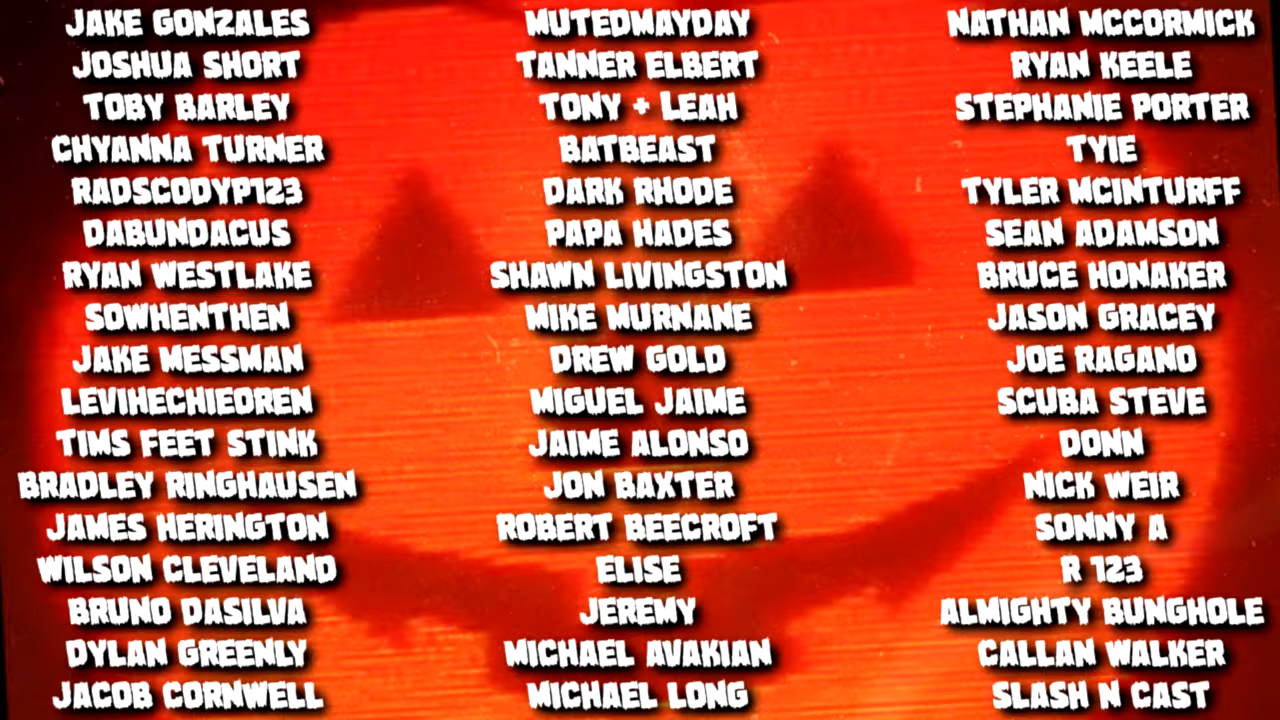 JAKE GONZALES
JOSHUA SHORT
TOBY BARLEY
CHYANNA TURNER
RADSCODYP123
DABUNDACUS
RYAN WESTLAKE
SOWHENTHEN
JAKE MESSMAN
LEVIHECHIEOREN
TIMS FEET STINK
BRADLEY RINGHAUSEN
JAMES HERINGTON
WILSON CLEVELAND
BRUNO DASILVA
DYLAN GREENLY
JACOB CORNWELL
MUTEDMAYDAY
TANNER ELBERT
TONY + LEAH
BATBEAST
DARK RHODE
PAPA HADES
SHAWN LIVINGSTON
MIKE MURNANE
DREW GOLD
MIGUEL JAIME
JAIME ALONSO
JON BAXTER
ROBERT BEECROFT
ELISE
JEREMY
MICHAEL AVAKIAN
MICHAEL LONG
NATHAN MCCORMICK
RYAN KEELE
STEPHANIE PORTER
TYIE
TYLER MCINTURFF
SEAN ADAMSON
BRUCE HONAKER
JASON GRACEY
JOE RAGANO
SCUBA STEVE
DONN
NICK WEIR
SONNY A
R 123
ALMIGHTY BUNGHOLE
CALLAN WALKER
SLASH N CAST